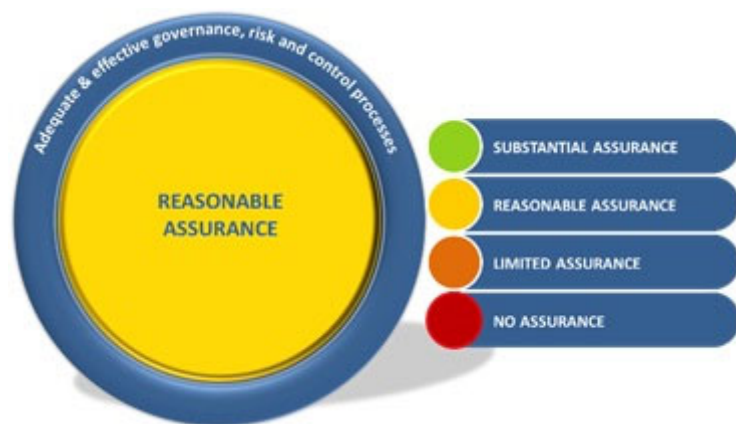 Adequate & effective governance, risk and control processes
REASONABLE
ASSURANCE
SUBSTANTIAL ASSURANCE
REASONABLE ASSURANCE
LIMITED ASSURANCE
NO ASSURANCE